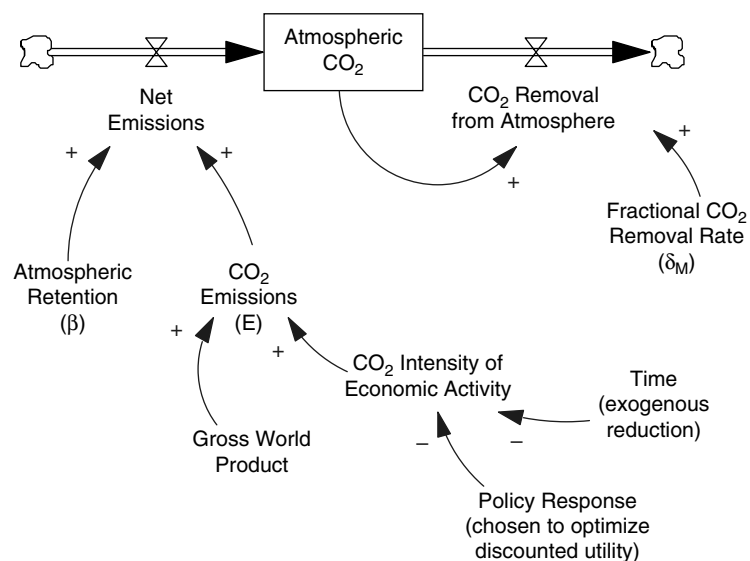 Atmospheric
CO₂
Net
Emissions
CO₂ Removal
from Atmosphere
+
+
+
+
Fractional CO₂
Removal Rate
(δM)
Atmospheric
Retention
(β)
CO₂
Emissions
(E)
+
+
CO₂ Intensity of
Economic Activity
Time
(exogenous
reduction)
Gross World
Product
–
–
Policy Response
(chosen to optimize
discounted utility)